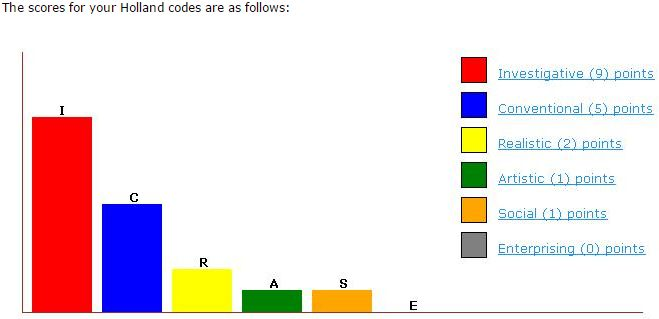 The scores for your Holland codes are as follows:
I
C
R
A
S
E
Investigative (9) points
Conventional (5) points
Realistic (2) points
Artistic (1) points
Social (1) points
Enterprising (0) points